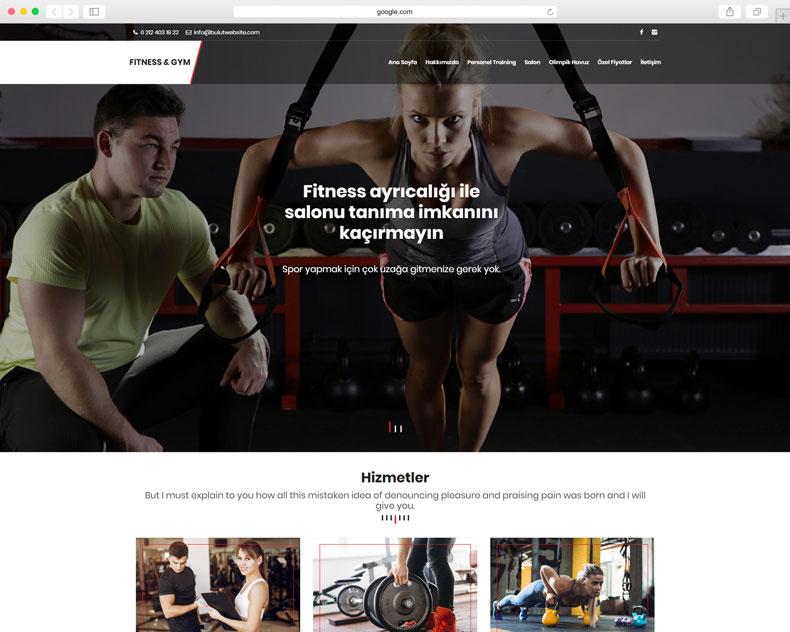 google.com
0 212 403 19 22 info@bulutwebsite.com
FITNESS & GYM
Ana Sayfa Hakkımızda Personel Training Salon Olimpik Havuz Özel Fiyatlar İletişim
Fitness ayrıcalığı ile
salonu tanıma imkanını
kaçırmayın
Spor yapmak için çok uzağa gitmenize gerek yok.
Hizmetler
But I must explain to you how all this mistaken idea of denouncing pleasure and praising pain was born and I will
give you.